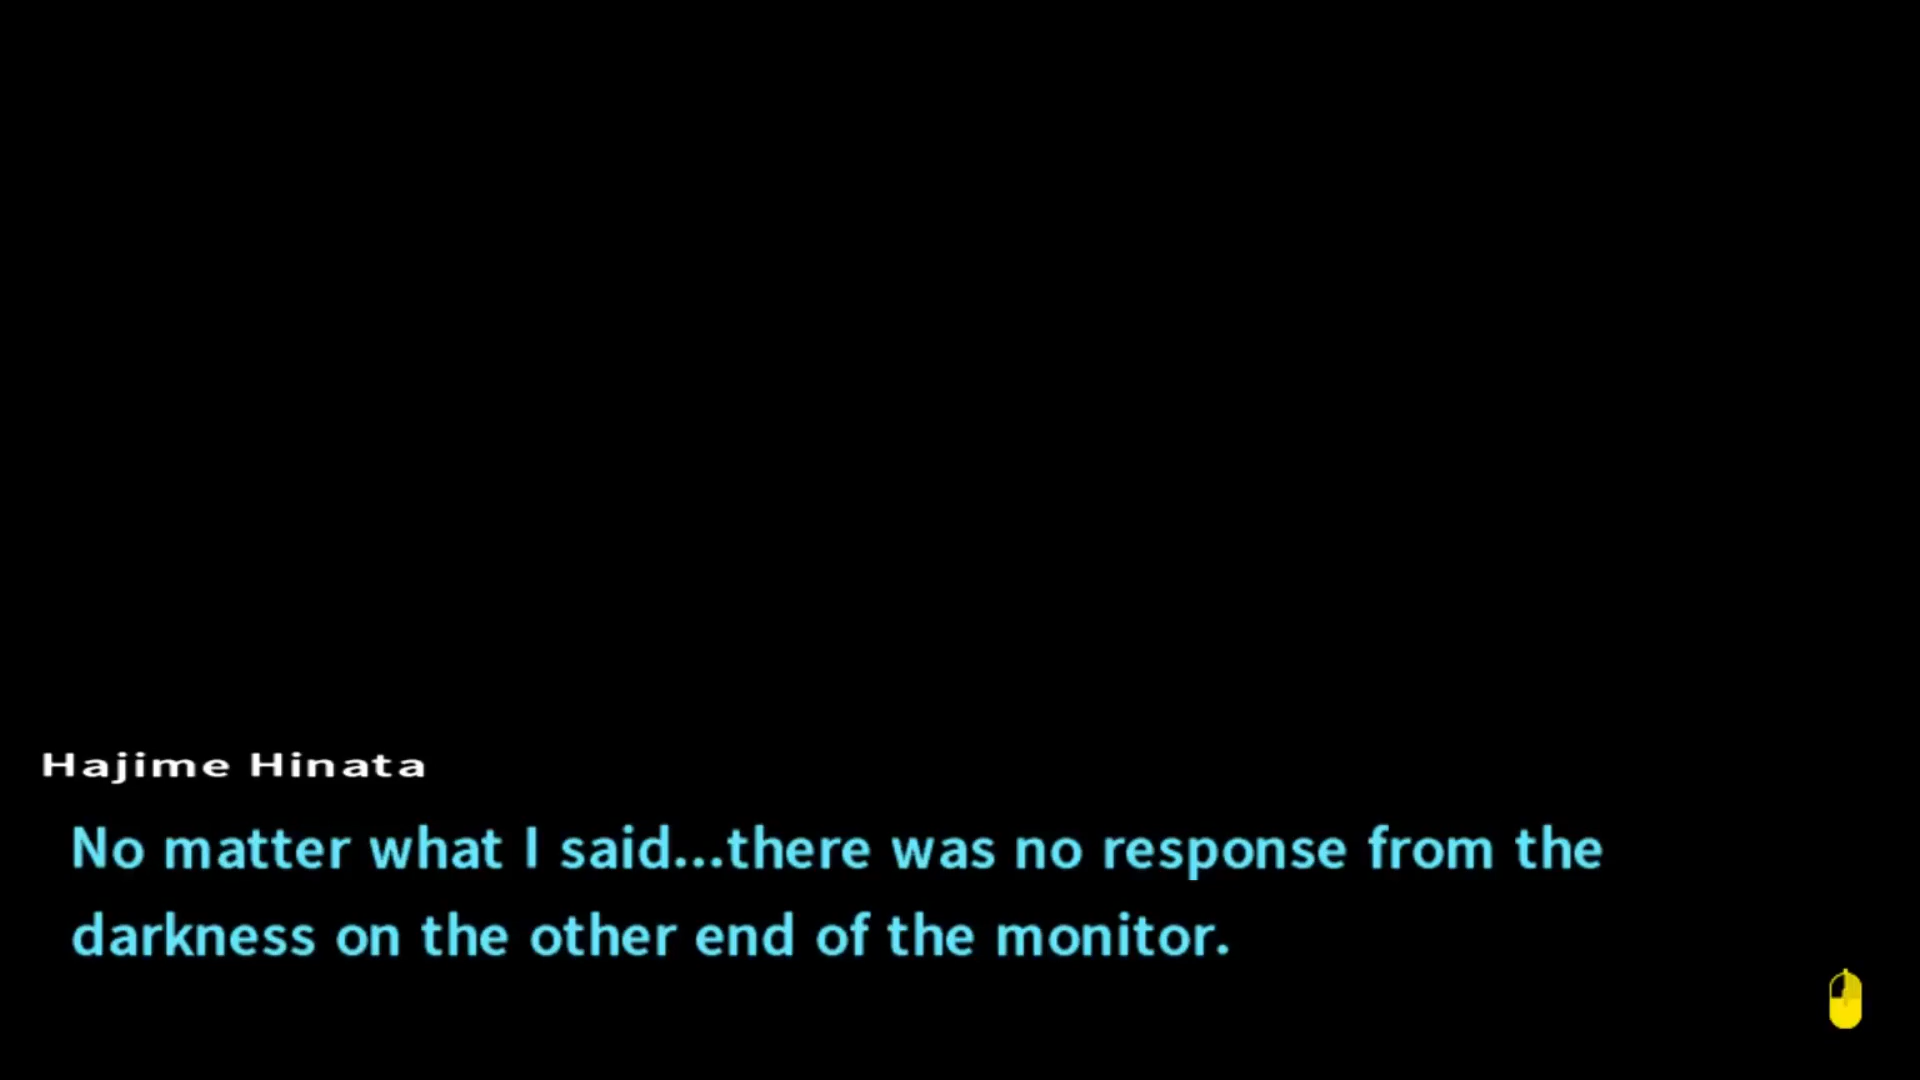 Hajime Hinata
No matter what I said...there was no response from the
darkness on the other end of the monitor.